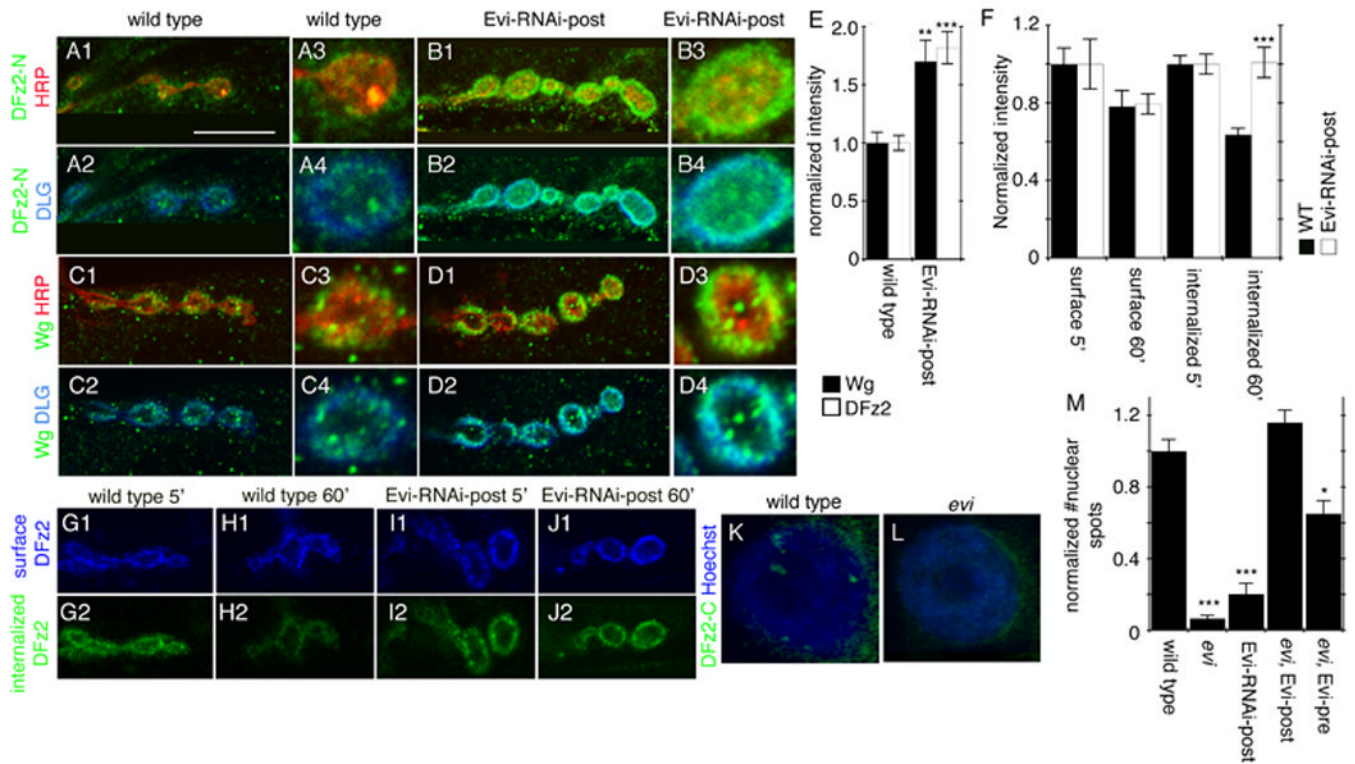 wild type wild type Evi-RNAi-post Evi-RNAi-post
DFz2-N HRP
A1 A3 B1 B3
DFz2-N DLG
A2 A4 B2 B4
Wg HRP
C1 C3 D1 D3
Wg DLG
C2 C4 D2 D4
E
normalized intensity
2.0
1.5
1.0
0.5
0
** ***
wild type
Evi-RNAi-post
Wg
DFz2
F
Normalized intensity
1.2
1.0
0.8
0.4
0
***
surface 5'
surface 60'
internalized 5'
internalized 60'
WT
Evi-RNAi-post
wild type 5' wild type 60' Evi-RNAi-post 5' Evi-RNAi-post 60'
surface DFz2
G1 H1 I1 J1
internalized DFz2
G2 H2 I2 J2
wild type evi
DFz2-C Hoechst
K L
M
normalized #nuclear spots
1.2
0.8
0.4
0
*** *** *
wild type
evi
Evi-RNAi-post
evi, Evi-post
evi, Evi-pre